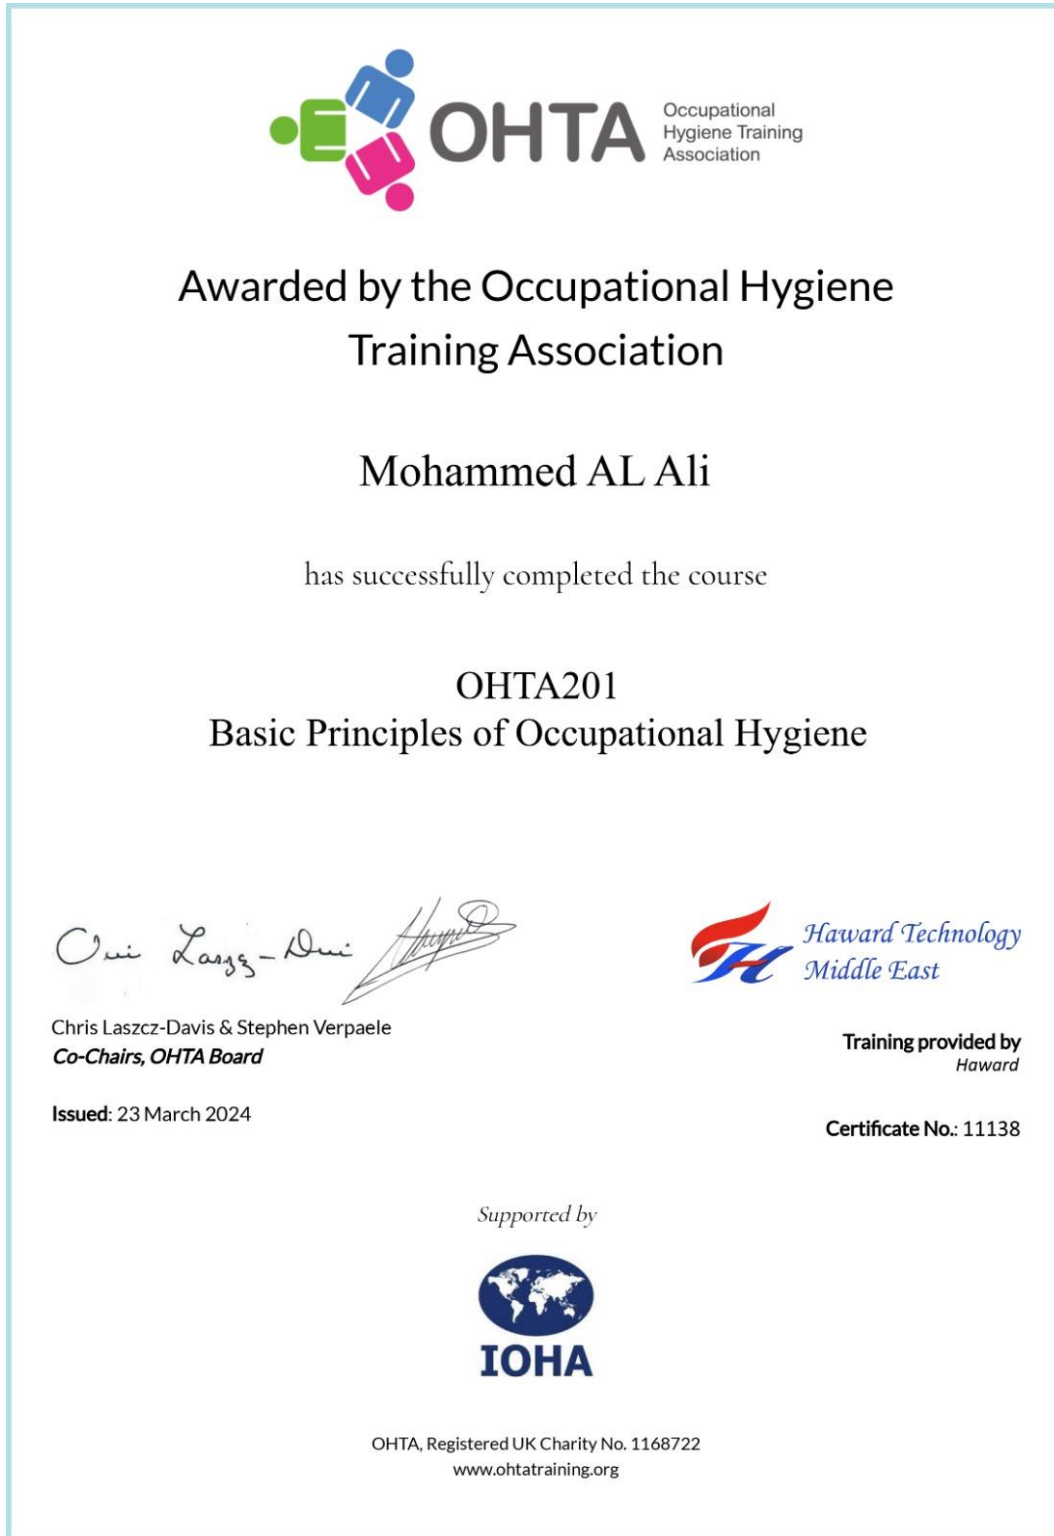 OHTA
Occupational
Hygiene Training
Association
Awarded by the Occupational Hygiene
Training Association
Mohammed AL Ali
has successfully completed the course
OHTA201
Basic Principles of Occupational Hygiene
Haward Technology
Middle East
Chris Laszcz-Davis & Stephen Verpaele
Co-Chairs, OHTA Board
Training provided by
Haward
Issued: 23 March 2024
Certificate No.: 11138
Supported by
IOHA
OHTA, Registered UK Charity No. 1168722
www.ohtatraining.org